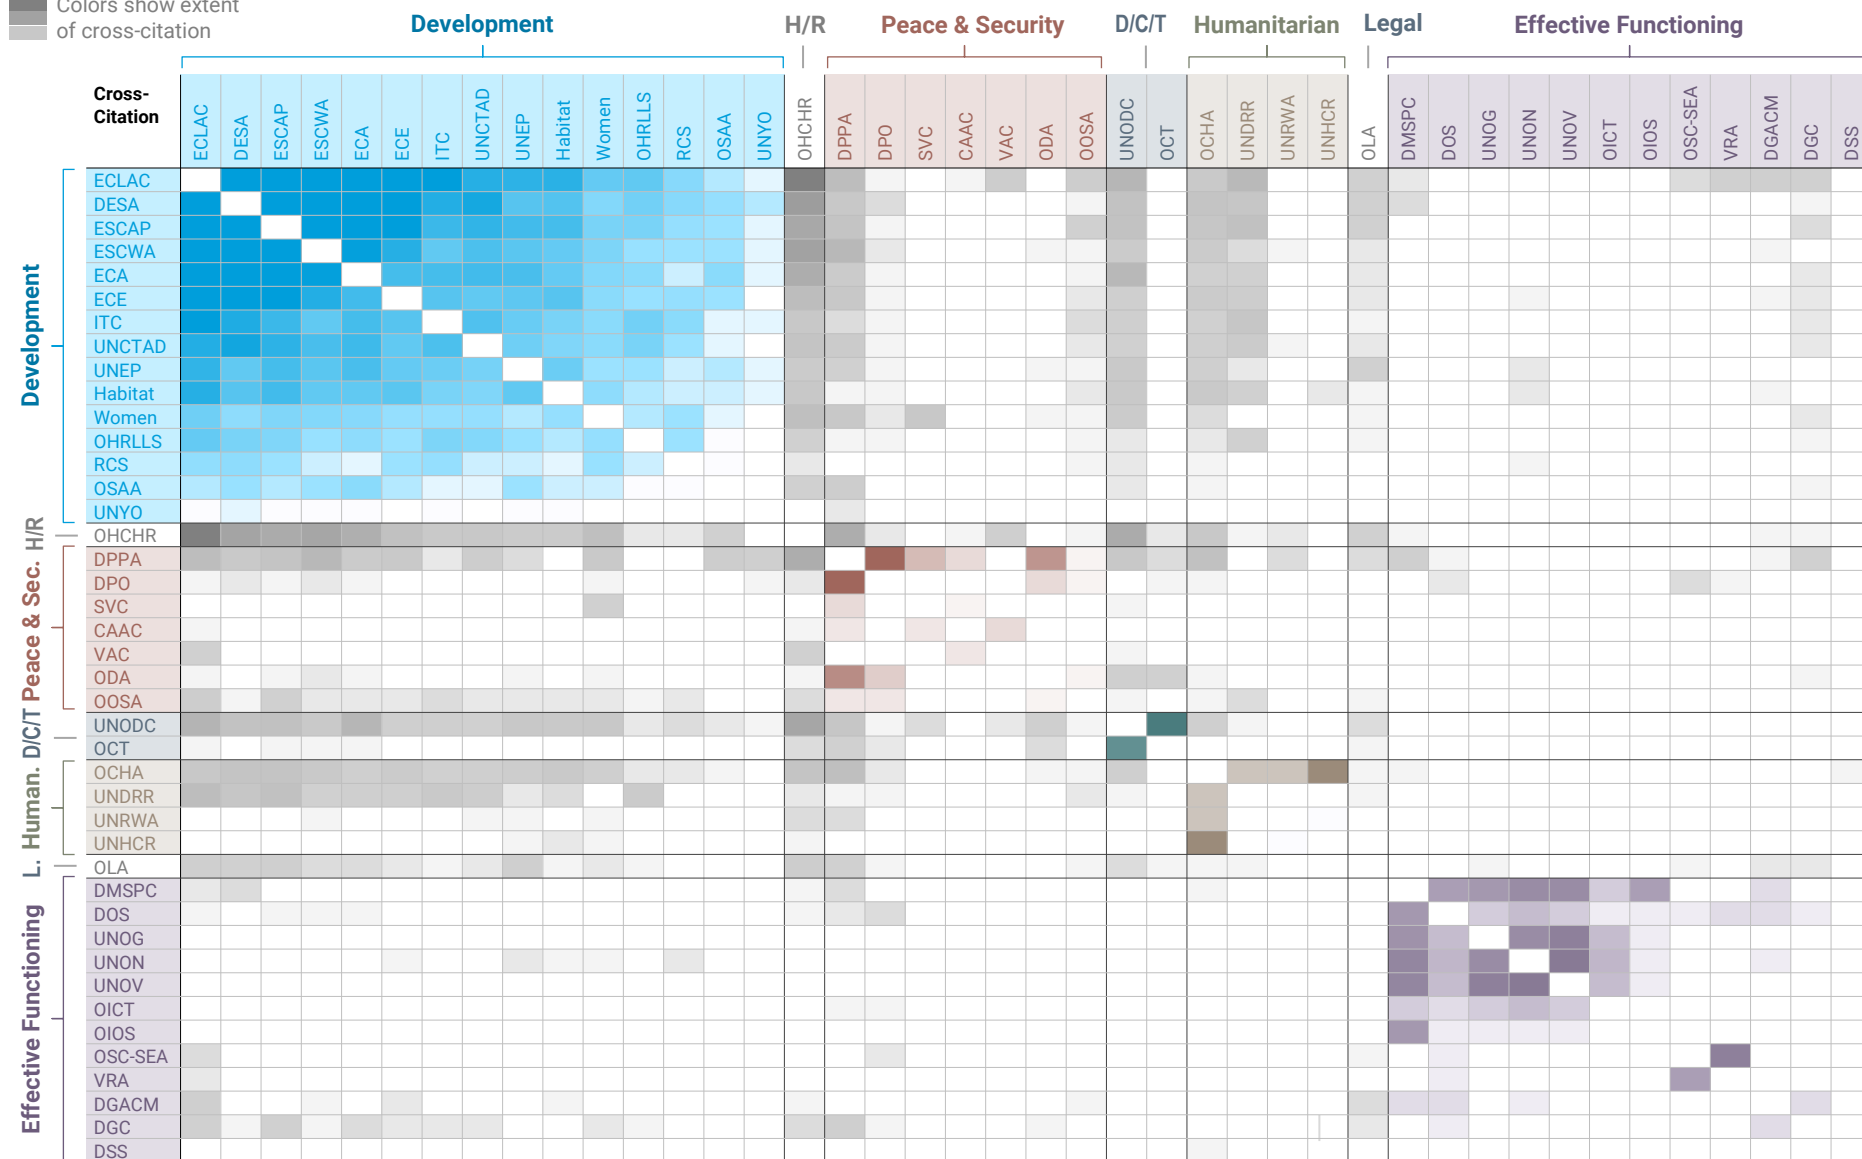 Colors show extent
of cross-citation
Development
H/R
Peace & Security
D/C/T
Humanitarian
Legal
Effective Functioning
Cross-
Citation
ECLAC
DESA
ESCAP
ESCWA
ECA
ECE
ITC
UNCTAD
UNEP
Habitat
Women
OHRLLS
RCS
OSAA
UNYO
OHCHR
DPPA
DPO
SVC
CAAC
VAC
ODA
OOSA
UNODC
OCT
OCHA
UNDRR
UNRWA
UNHCR
OLA
DMSPC
DOS
UNOG
UNON
UNOV
OICT
OIOS
OSC-SEA
VRA
DGACM
DGC
DSS
Development
ECLAC
DESA
ESCAP
ESCWA
ECA
ECE
ITC
UNCTAD
UNEP
Habitat
Women
OHRLLS
RCS
OSAA
UNYO
H/R
OHCHR
Peace & Sec.
DPPA
DPO
SVC
CAAC
VAC
ODA
OOSA
D/C/T
UNODC
OCT
Human.
OCHA
UNDRR
UNRWA
UNHCR
L.
OLA
Effective Functioning
DMSPC
DOS
UNOG
UNON
UNOV
OICT
OIOS
OSC-SEA
VRA
DGACM
DGC
DSS